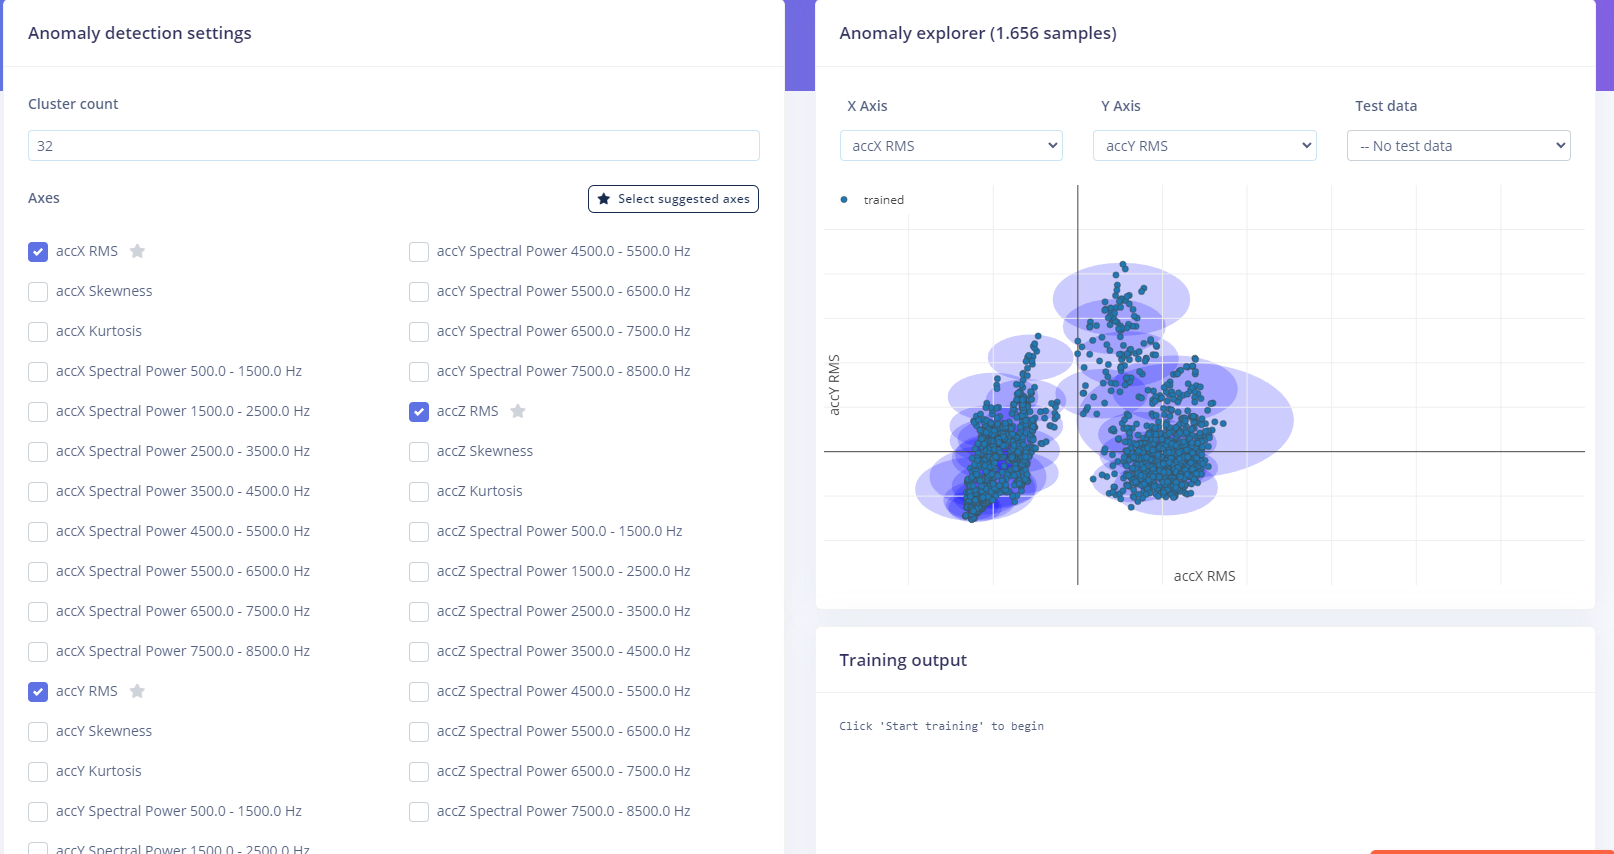 Anomaly detection settings
Cluster count
32
Axes
Select suggested axes
accX RMS
accX Skewness
accX Kurtosis
accX Spectral Power 500.0 - 1500.0 Hz
accX Spectral Power 1500.0 - 2500.0 Hz
accX Spectral Power 2500.0 - 3500.0 Hz
accX Spectral Power 3500.0 - 4500.0 Hz
accX Spectral Power 4500.0 - 5500.0 Hz
accX Spectral Power 5500.0 - 6500.0 Hz
accX Spectral Power 6500.0 - 7500.0 Hz
accX Spectral Power 7500.0 - 8500.0 Hz
accY RMS
accY Skewness
accY Kurtosis
accY Spectral Power 500.0 - 1500.0 Hz
accY Spectral Power 1500.0 - 2500.0 Hz
accY Spectral Power 4500.0 - 5500.0 Hz
accY Spectral Power 5500.0 - 6500.0 Hz
accY Spectral Power 6500.0 - 7500.0 Hz
accY Spectral Power 7500.0 - 8500.0 Hz
accZ RMS
accZ Skewness
accZ Kurtosis
accZ Spectral Power 500.0 - 1500.0 Hz
accZ Spectral Power 1500.0 - 2500.0 Hz
accZ Spectral Power 2500.0 - 3500.0 Hz
accZ Spectral Power 3500.0 - 4500.0 Hz
accZ Spectral Power 4500.0 - 5500.0 Hz
accZ Spectral Power 5500.0 - 6500.0 Hz
accZ Spectral Power 6500.0 - 7500.0 Hz
accZ Spectral Power 7500.0 - 8500.0 Hz
Anomaly explorer (1.656 samples)
X Axis
accX RMS
Y Axis
accY RMS
Test data
-- No test data
trained
accY RMS
accX RMS
Training output
Click 'Start training' to begin